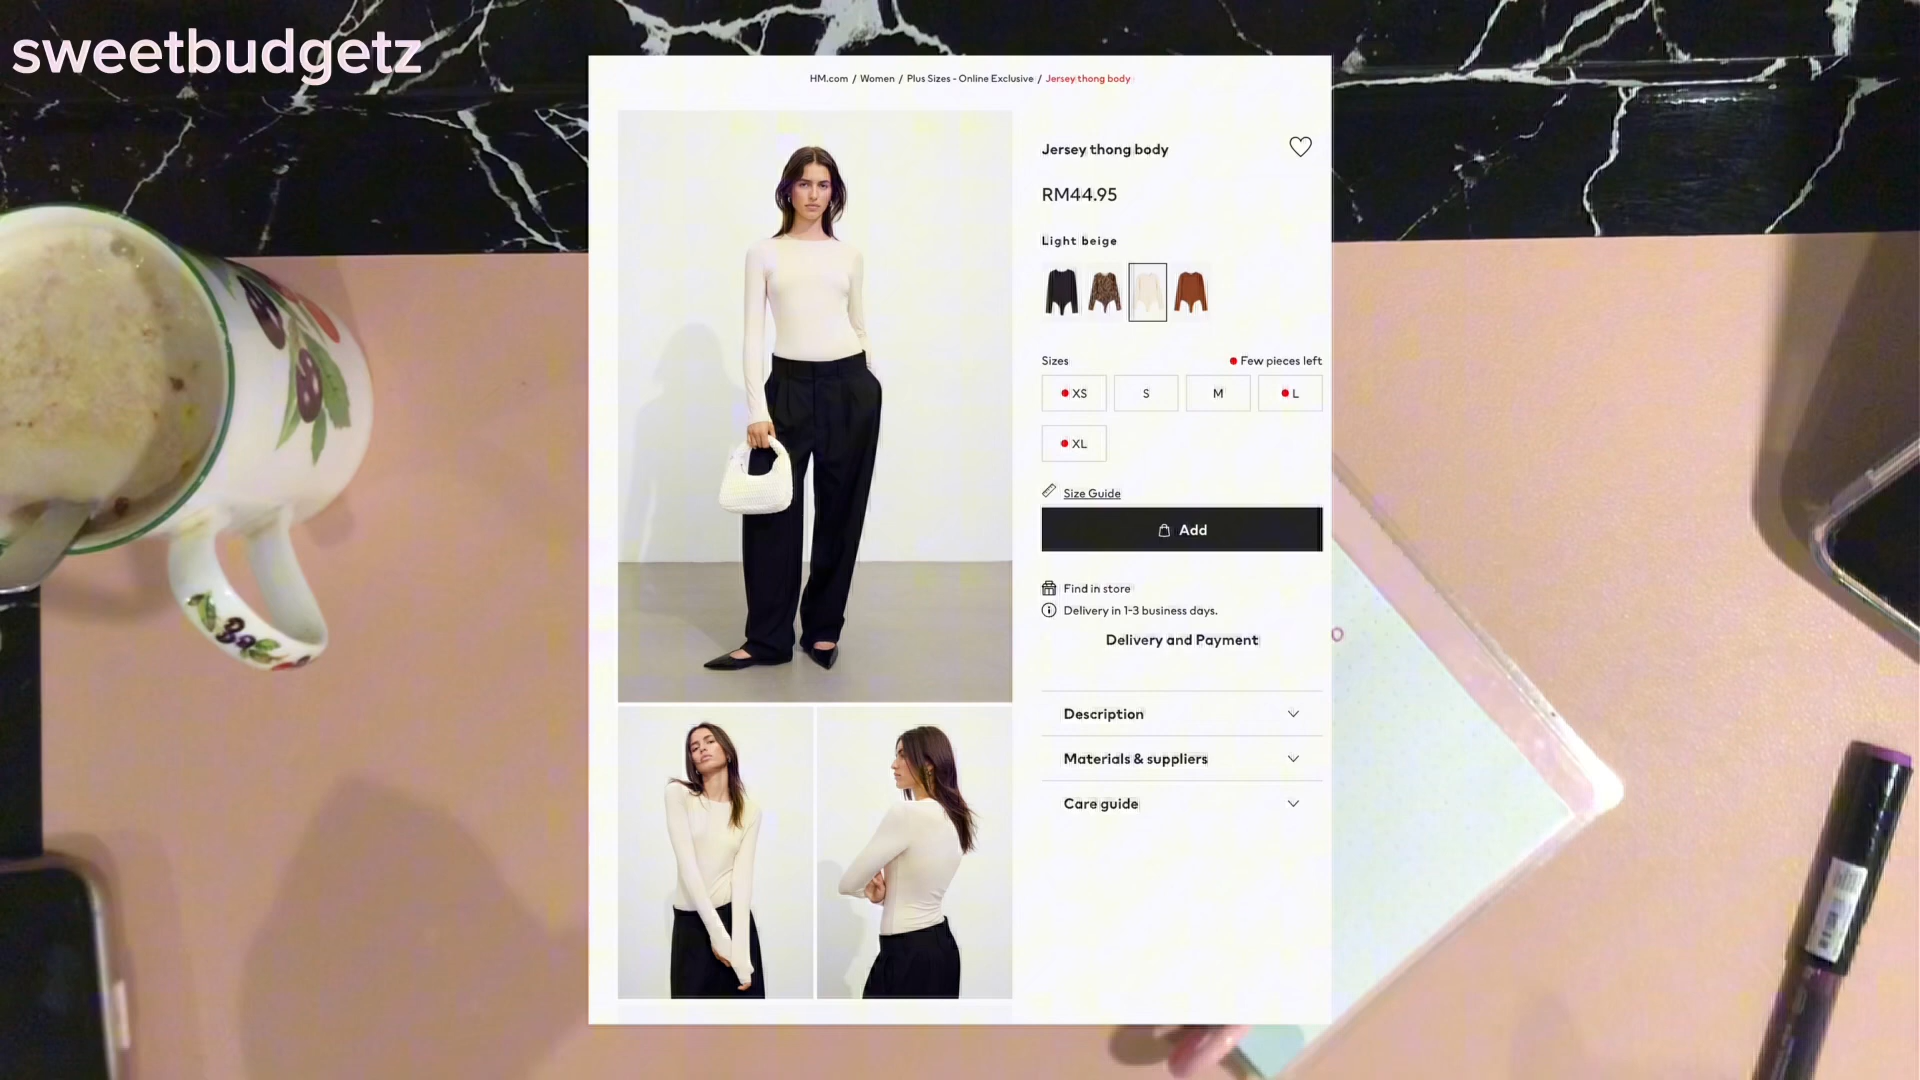 sweetbudgetz
HM.com / Women / Plus Sizes - Online Exclusive / Jersey thong body
Jersey thong body
RM44.95
Light beige
Sizes
Few pieces left
XS
S
M
L
XL
Size Guide
Add
Find in store
Delivery in 1-3 business days.
Delivery and Payment
Description
Materials & suppliers
Care guide